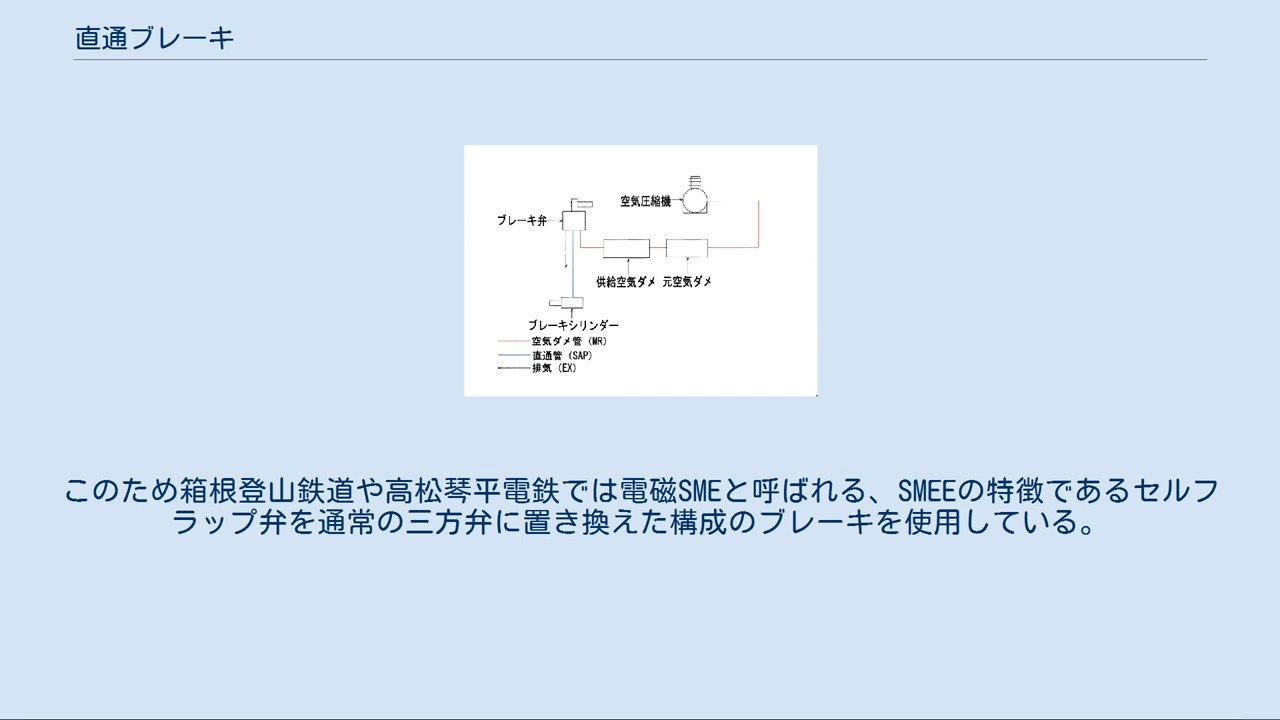 直通ブレーキ
空気圧縮機
ブレーキ弁
供給空気ダメ 元空気ダメ
ブレーキシリンダー
空気ダメ管 (MR)
直通管 (SAP)
排気 (EX)
このため箱根登山鉄道や高松琴平電鉄では電磁SMEと呼ばれる、SMEEの特徴であるセルフ
ラップ弁を通常の三方弁に置き換えた構成のブレーキを使用している。